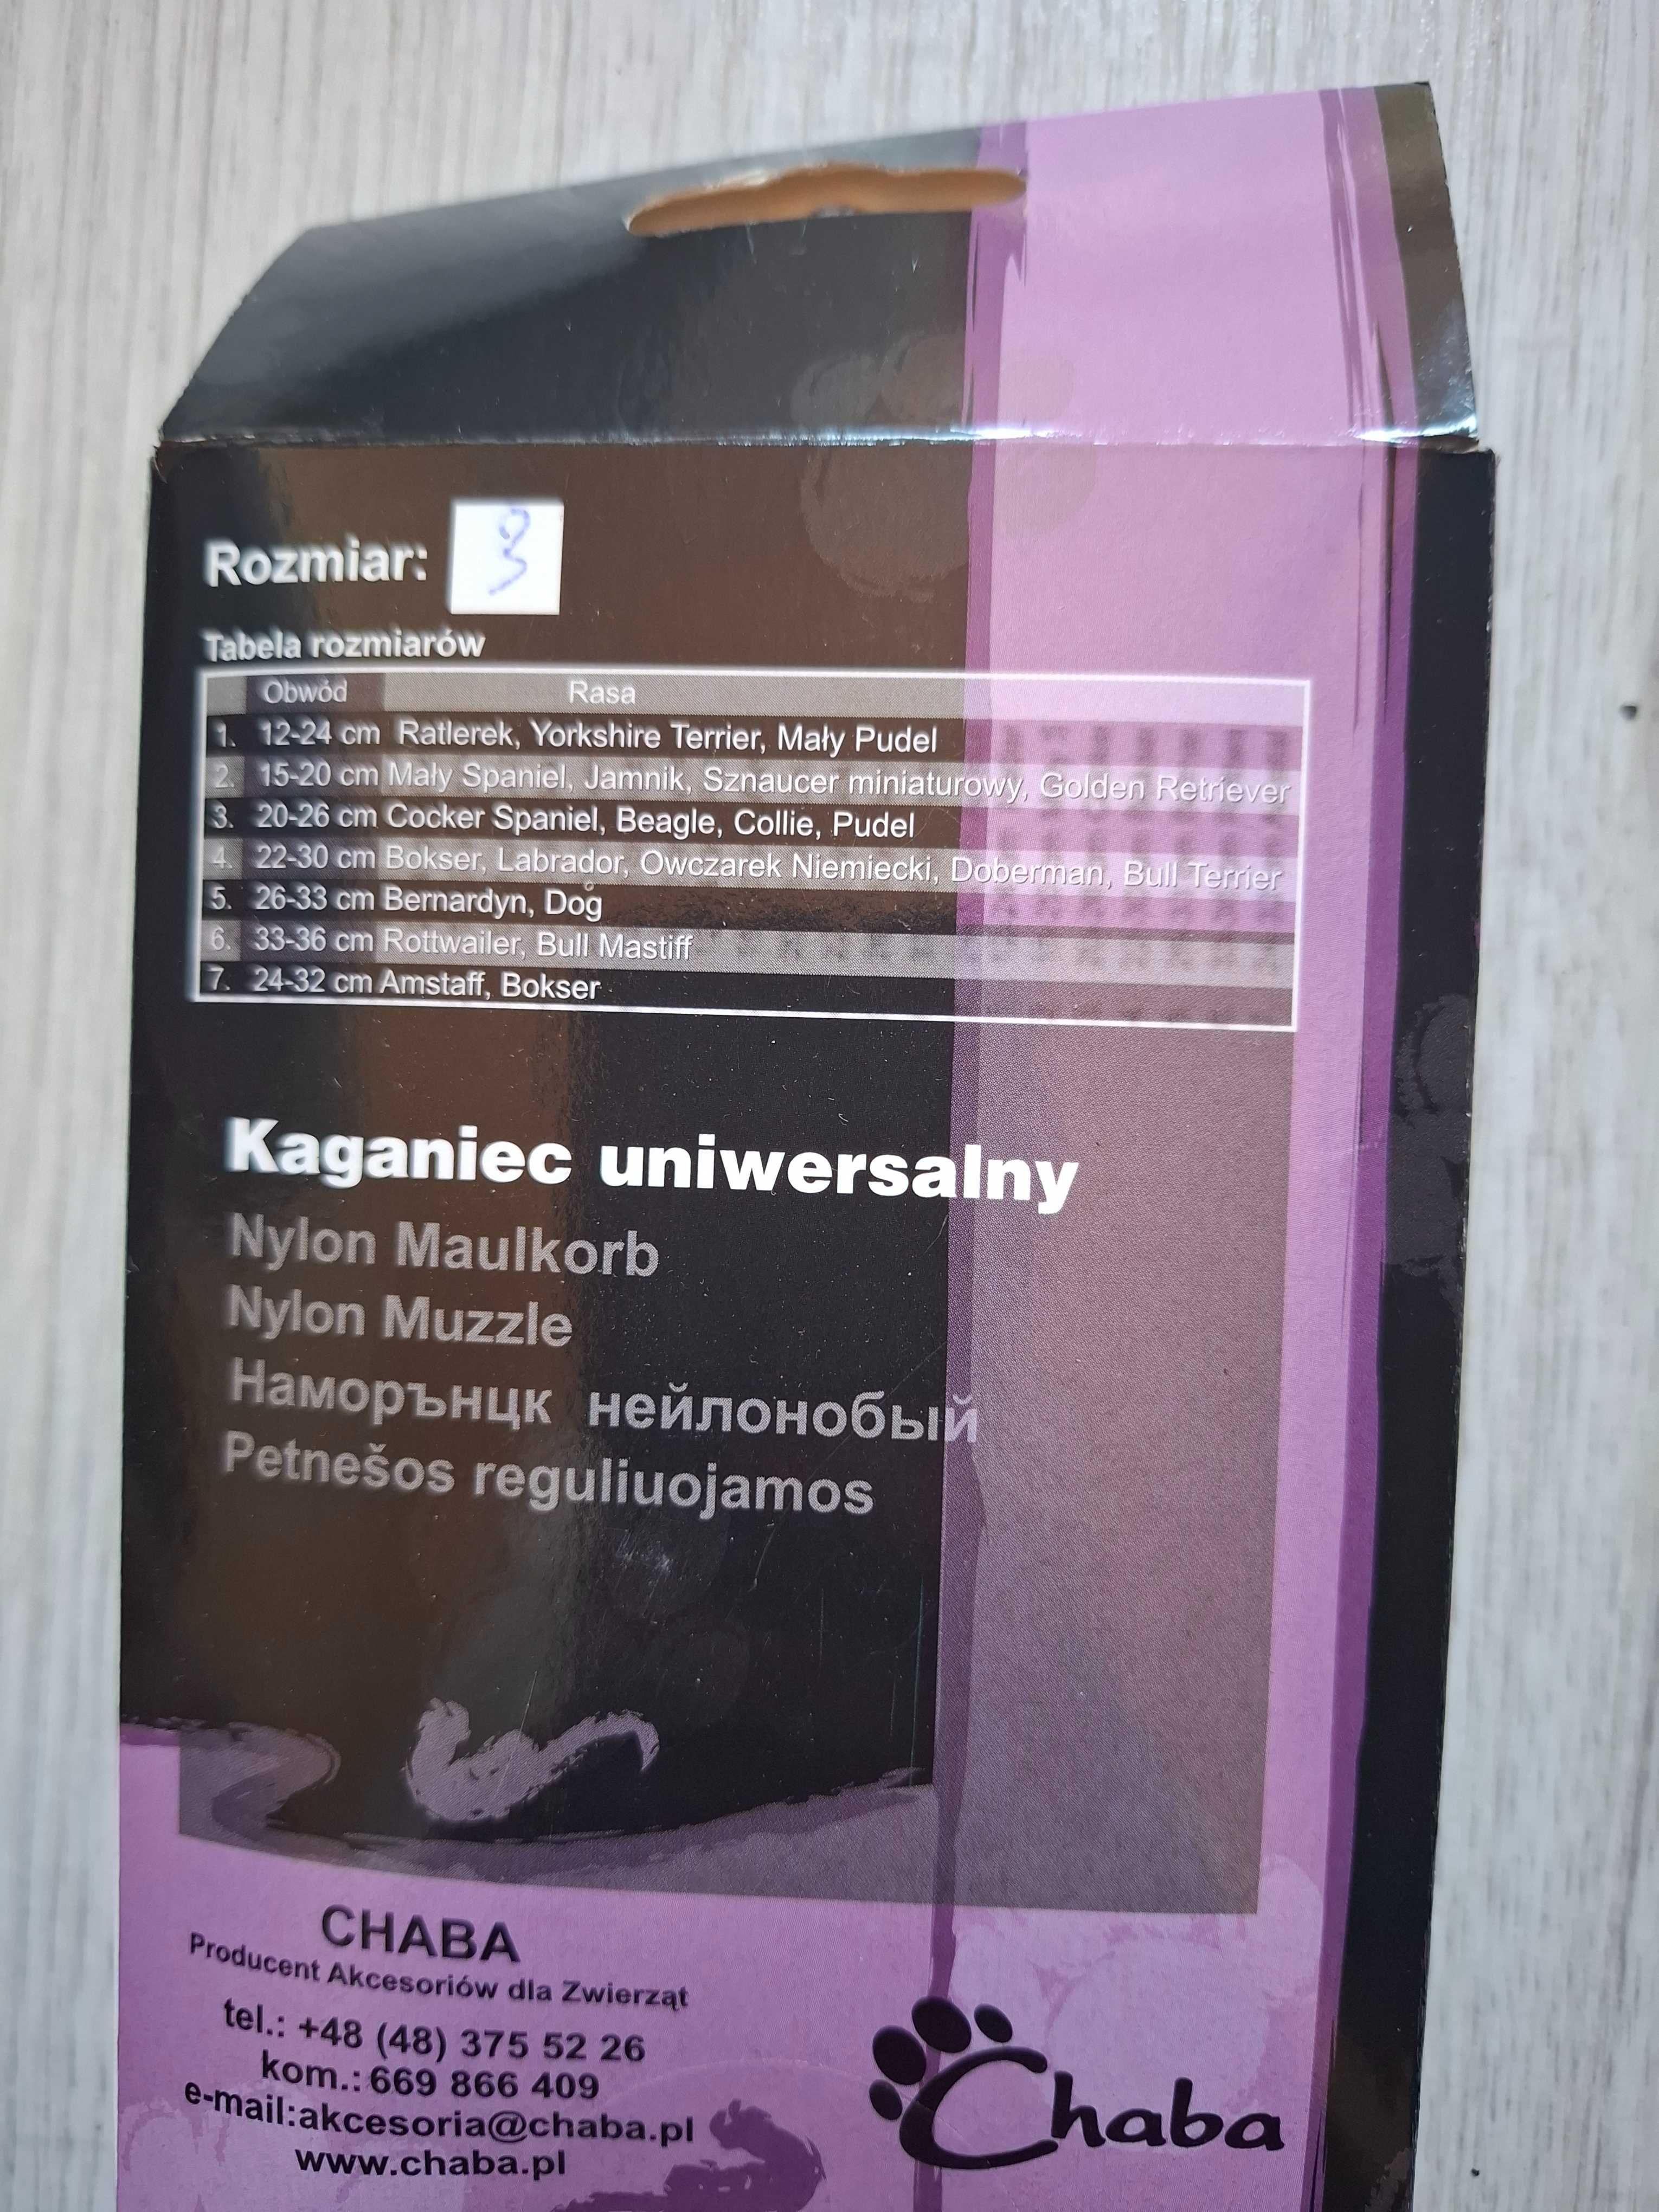 Rozmiar: 3
Tabela rozmiarów
Obwód Rasa
1. 12-24 cm Ratlerek, Yorkshire Terrier, Mały Pudel
2. 15-20 cm Mały Spaniel, Jamnik, Sznaucer miniaturowy, Golden Retriever
3. 20-26 cm Cocker Spaniel, Beagle, Collie, Pudel
4. 22-30 cm Bokser, Labrador, Owczarek Niemiecki, Doberman, Bull Terrier
5. 26-33 cm Bernardyn, Dog
6. 33-36 cm Rottwailer, Bull Mastiff
7. 24-32 cm Amstaff, Bokser
Kaganiec uniwersalny
Nylon Maulkorb
Nylon Muzzle
Наморънцк нейлонобый
Petnešos reguliuojamos
CHABA
Producent Akcesoriów dla Zwierząt
tel.: +48 (48) 375 52 26
kom.: 669 866 409
e-mail:akcesoria@chaba.pl
www.chaba.pl
Chaba